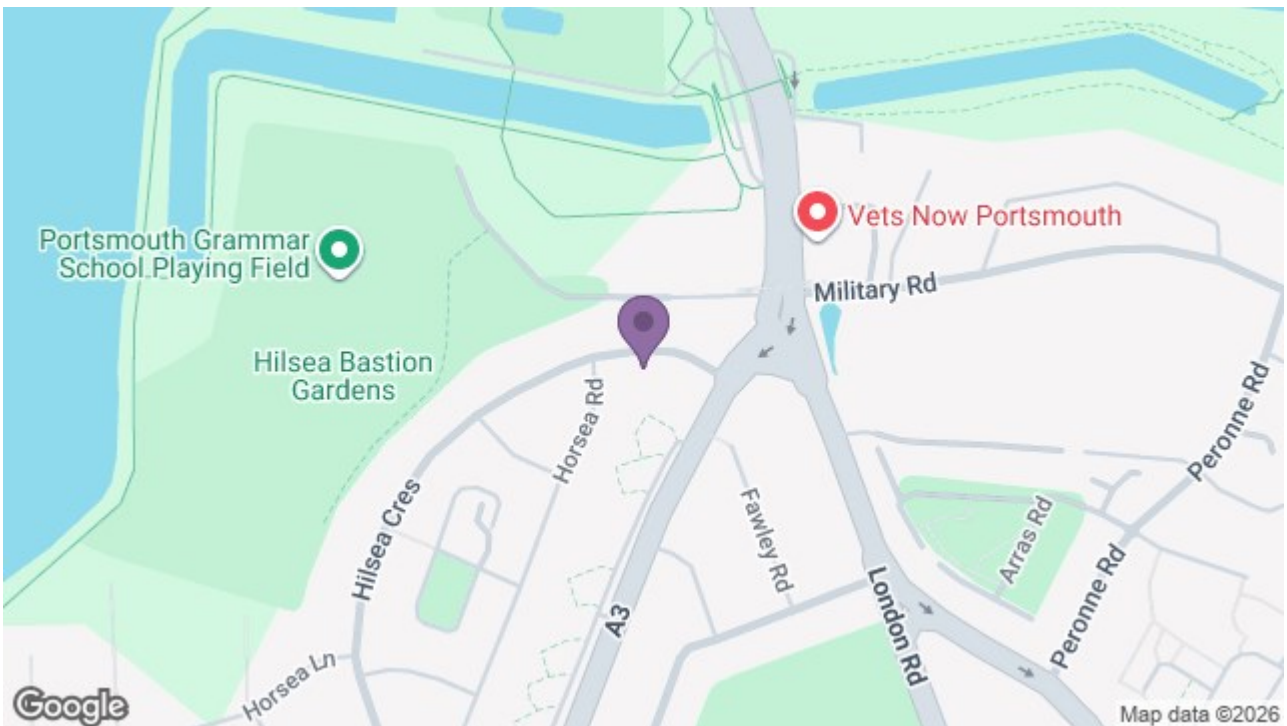 Vets Now Portsmouth
Portsmouth Grammar
School Playing Field
Military Rd
Hilsea Bastion
Gardens
Peronne Rd
Horsea Rd
Hilsea Cres
Fawley Rd
Arras Rd
London Rd
Peronne Rd
A3
Horsea Ln
Google
Map data ©2026